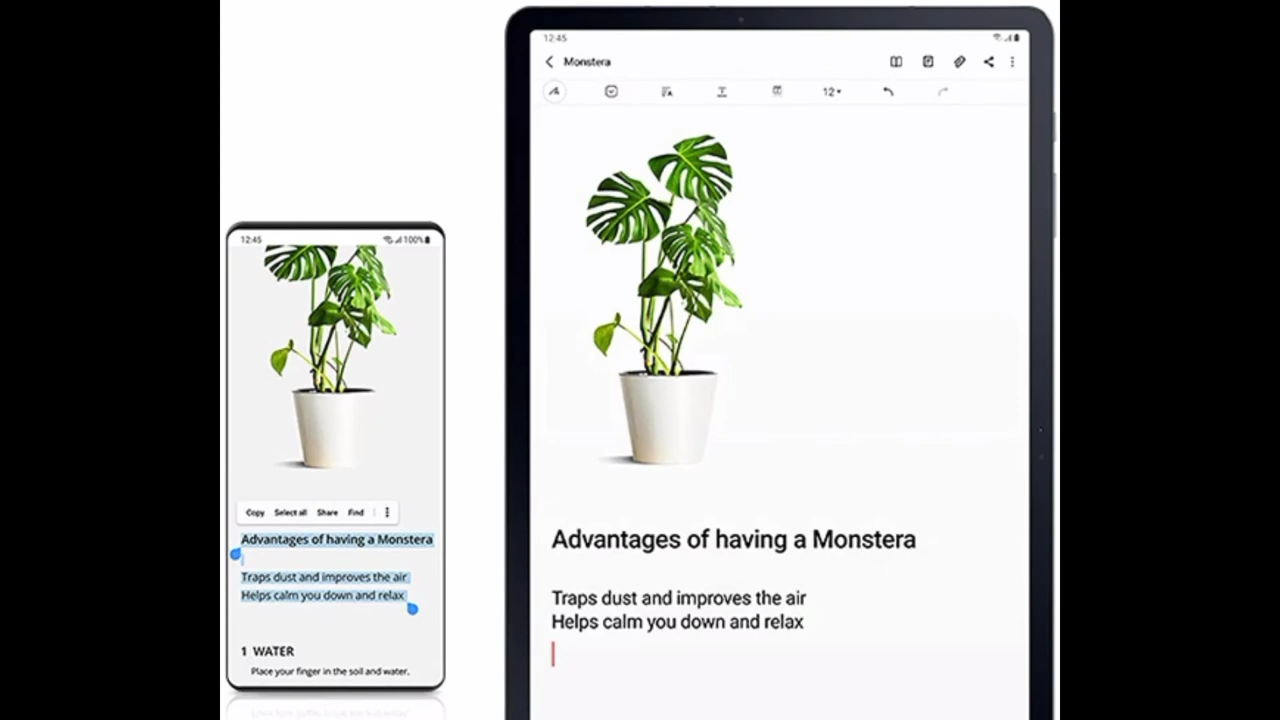 12:45
100%
Copy Select all Share Find
Advantages of having a Monstera
Traps dust and improves the air
Helps calm you down and relax
1 WATER
Place your finger in the soil and water.
12:45
Monstera
12
Advantages of having a Monstera
Traps dust and improves the air
Helps calm you down and relax